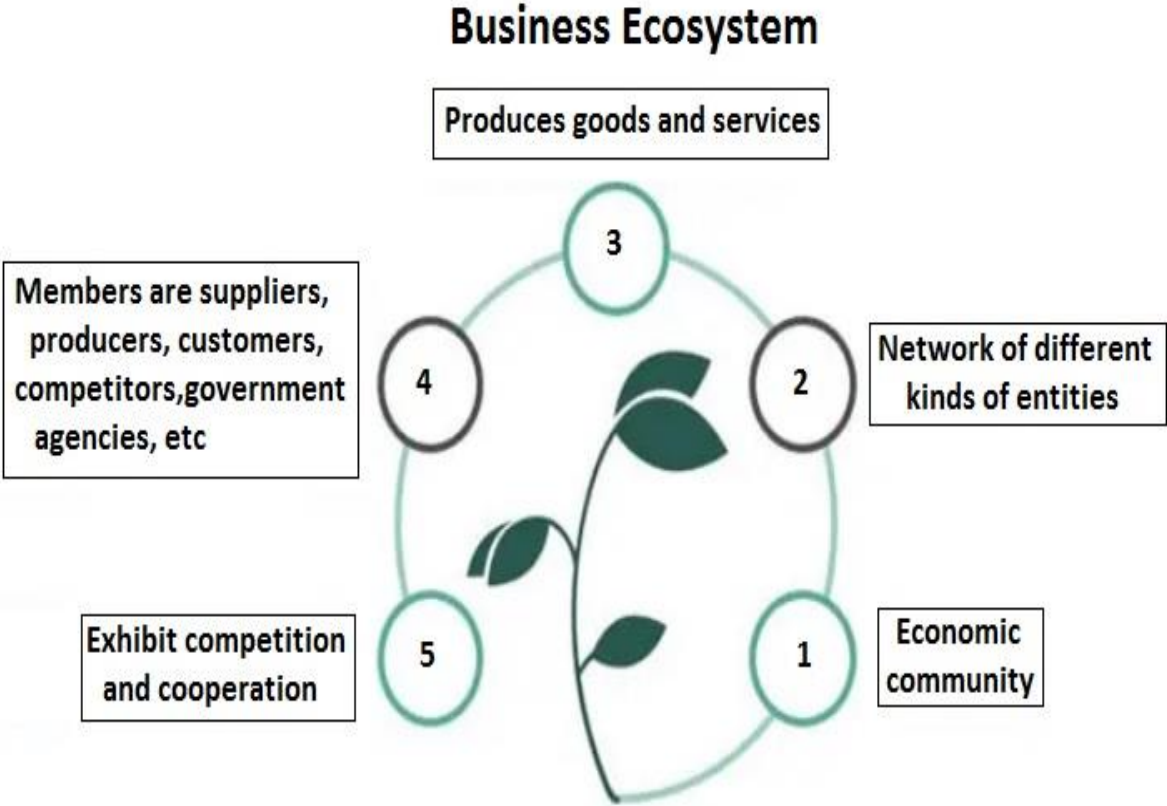 Business Ecosystem
Produces goods and services
3
Members are suppliers,
producers, customers,
competitors,government
agencies, etc
4
2
Network of different
kinds of entities
Exhibit competition
and cooperation
5
1
Economic
community